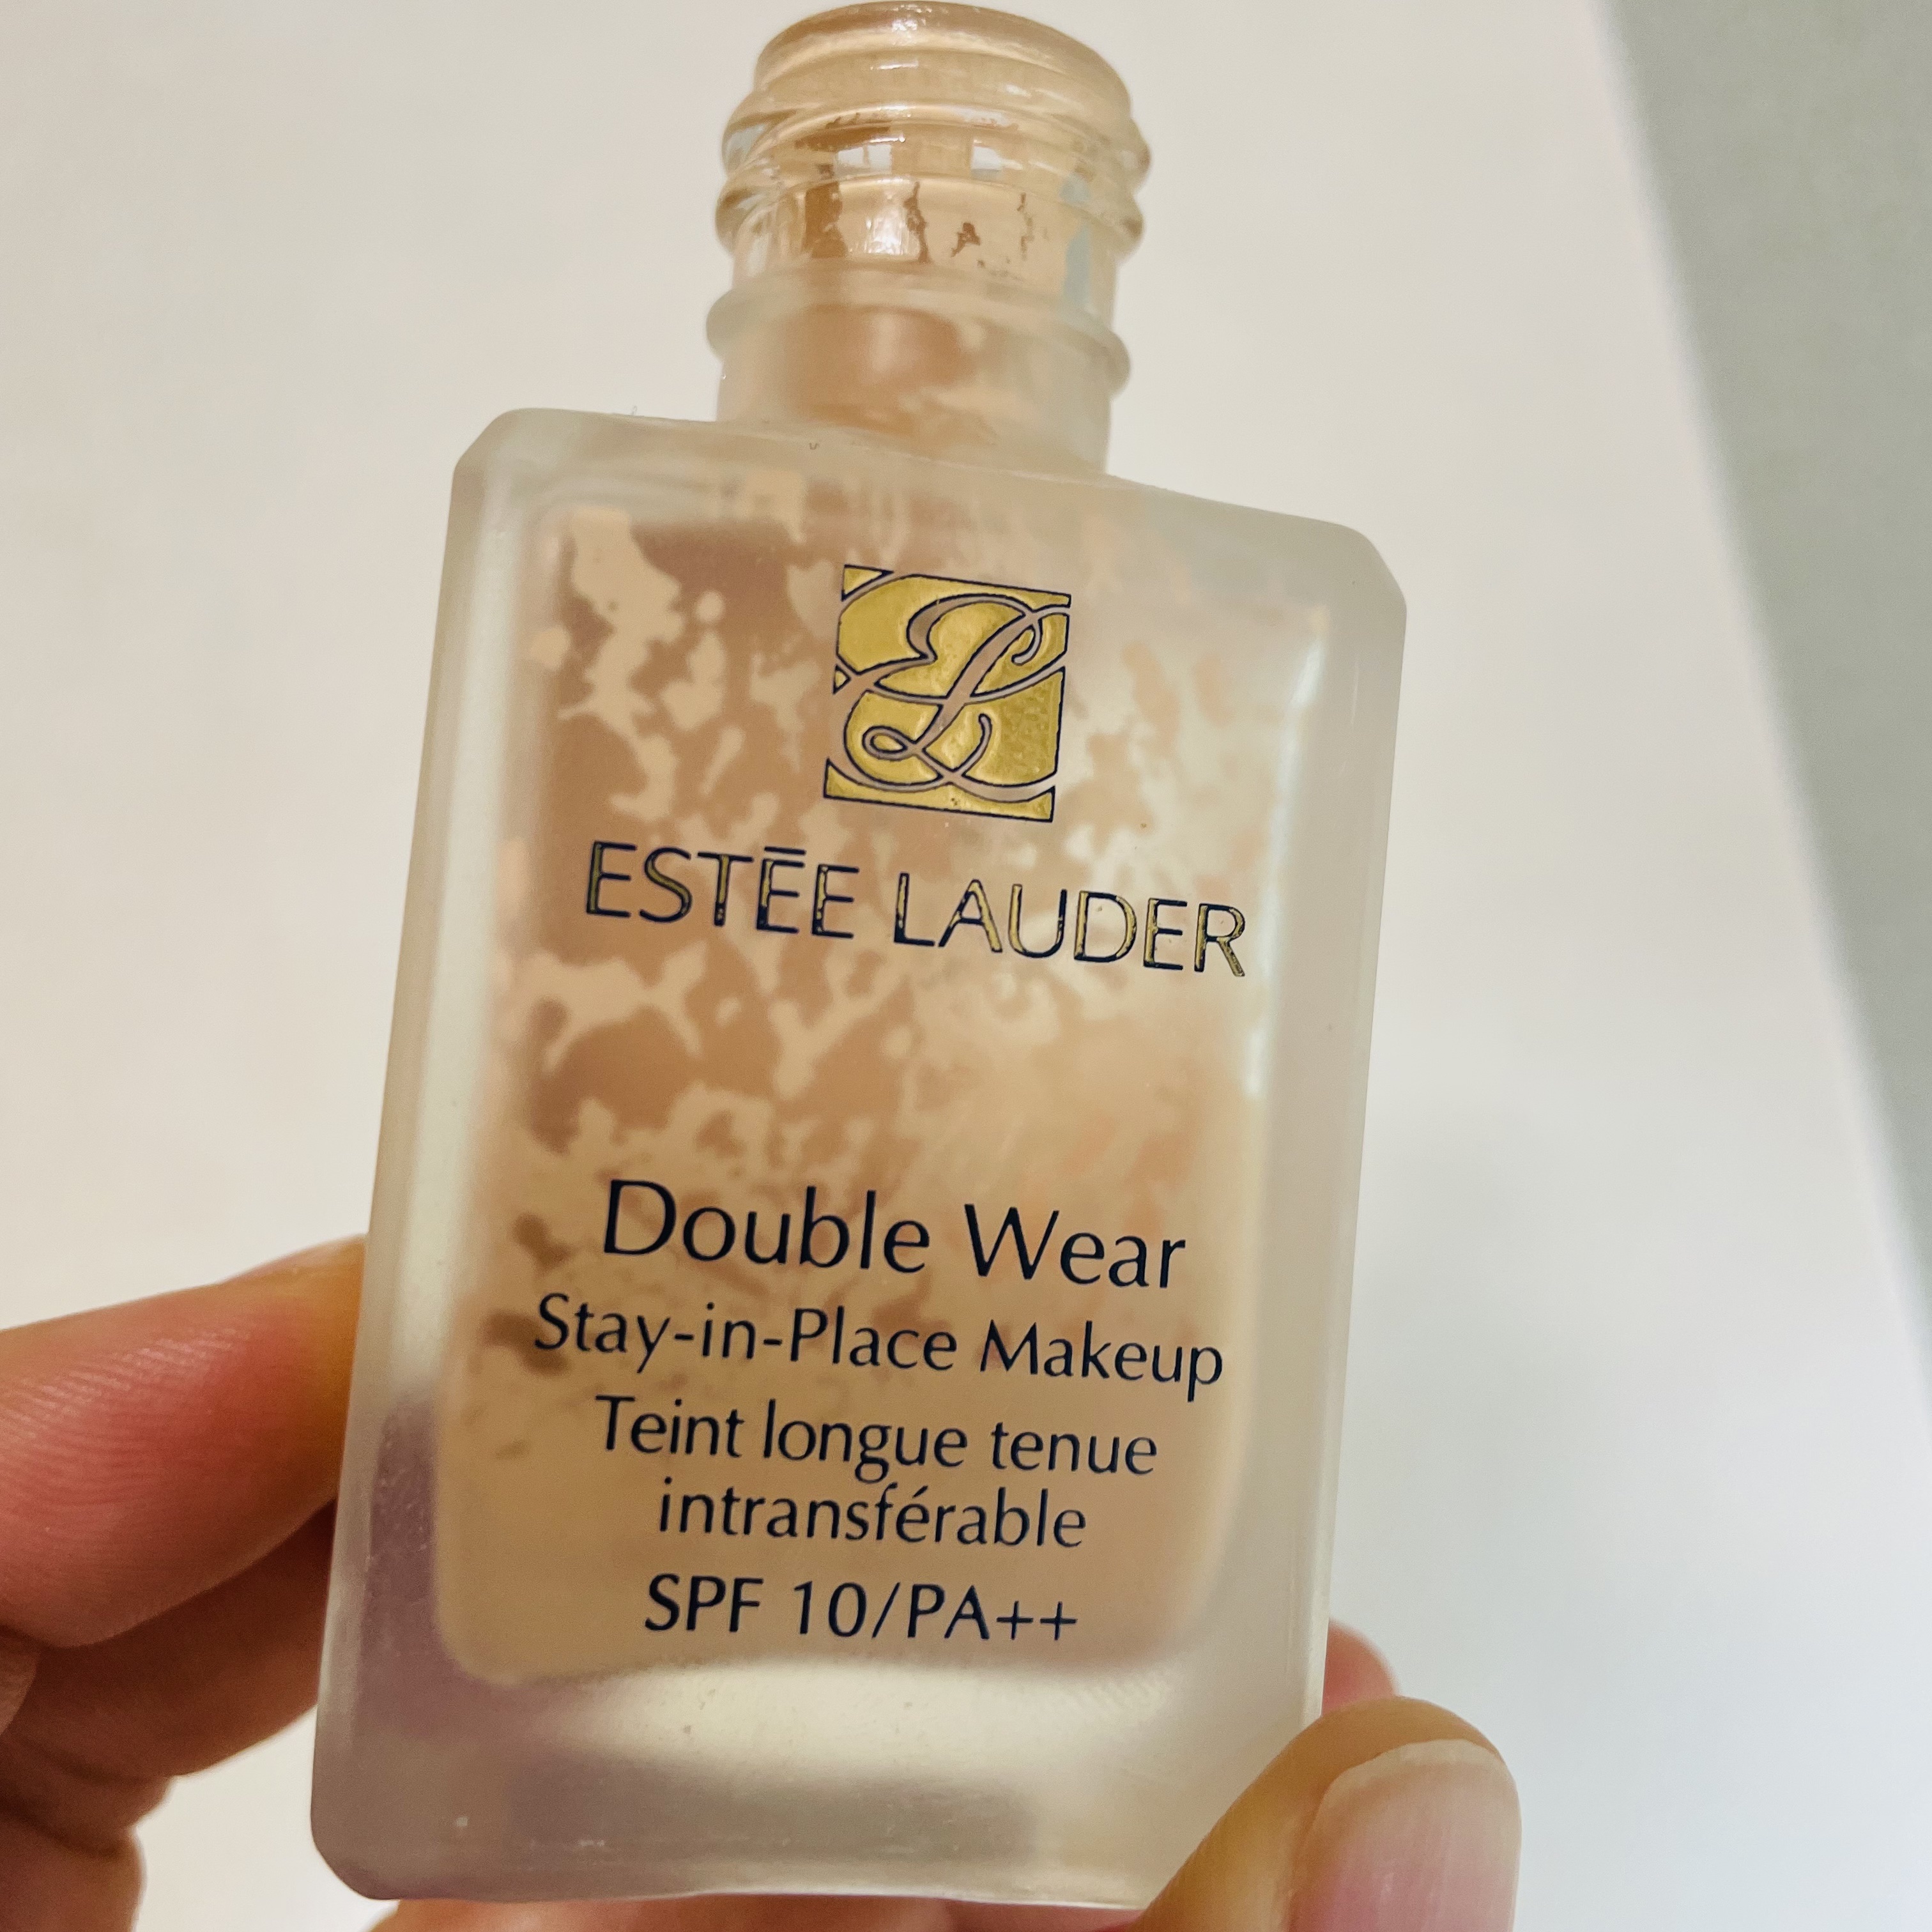 ESTĒE LAUDER
Double Wear
Stay-in-Place Makeup
Teint longue tenue
intransférable
SPF 10/PA++